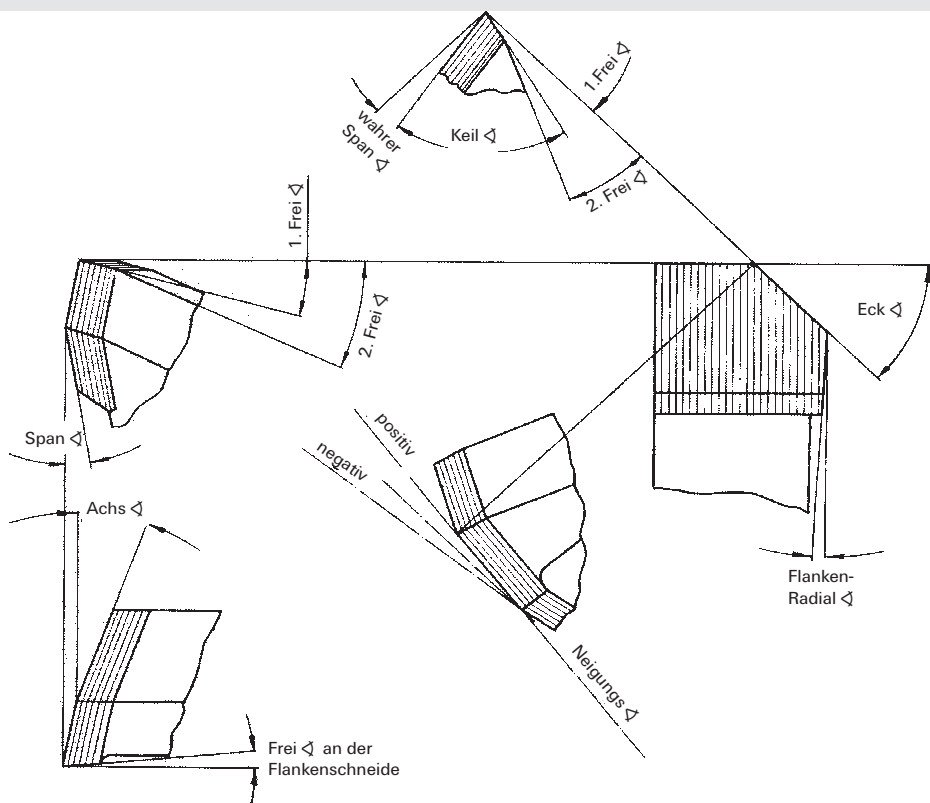 1.Frei ∢
wahrer
Span ∢
Keil ∢
2. Frei ∢
1. Frei ∢
2. Frei ∢
Eck ∢
positiv
negativ
Span ∢
Achs ∢
Flanken-
Radial ∢
Neigungs ∢
Frei ∢ an der
Flankenschneide